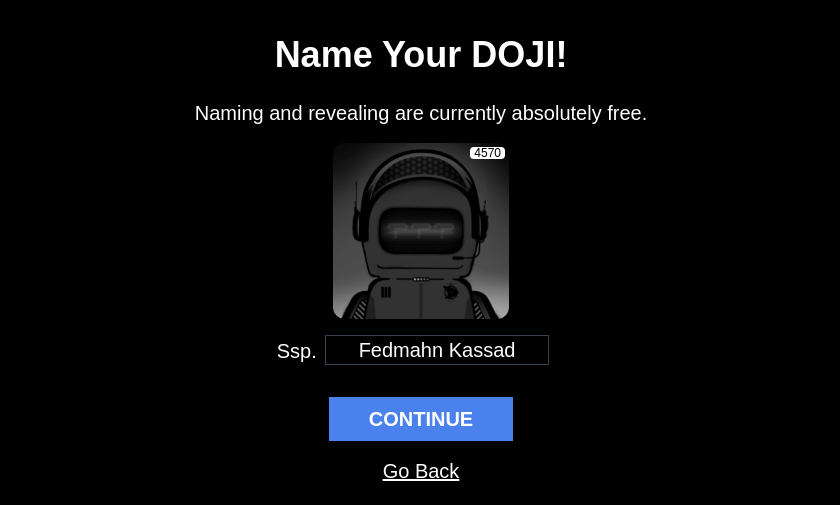 Name Your DOJI!
Naming and revealing are currently absolutely free.
4570
???
Ssp. Fedmahn Kassad
CONTINUE
Go Back